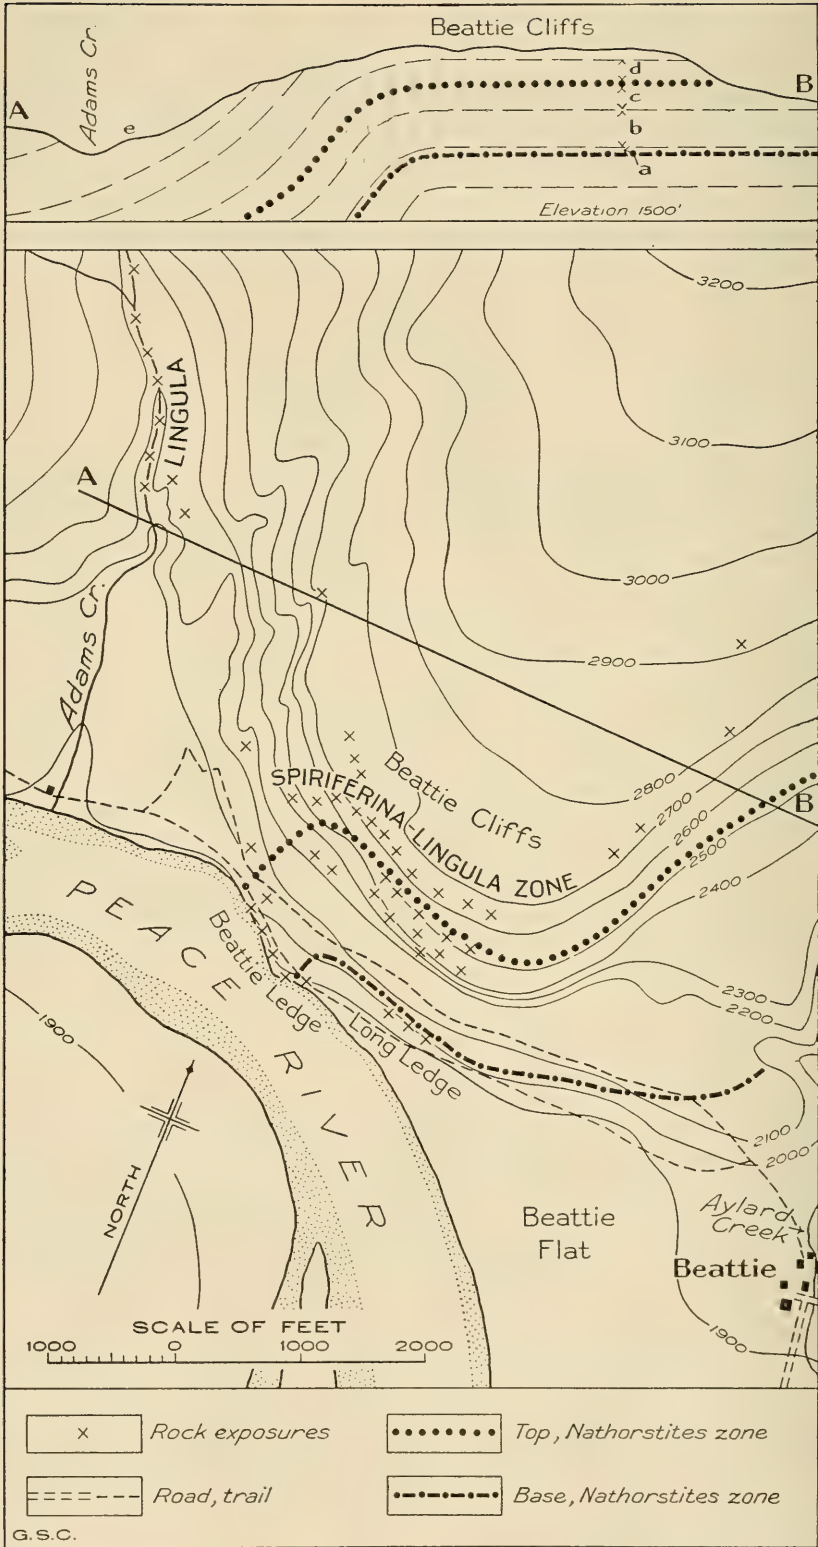 Beattie Cliffs
Adams Cr.
A
B
e
d
c
b
a
Elevation 1500'
3200
LINGULA
3100
A
3000
Adams Cr.
2900
Beattie Cliffs
2800
SPIRIFERINA-LINGULA ZONE
2700
B
2600
2500
2400
PEACE RIVER
Beattie Ledge
Long Ledge
2300
2200
1900
2100
2000
NORTH
Beattie
Flat
Aylard
Creek
Beattie
1900
SCALE OF FEET
1000 0 1000 2000
Rock exposures
Top, Nathorstites zone
Road, trail
Base, Nathorstites zone
G.S.C.